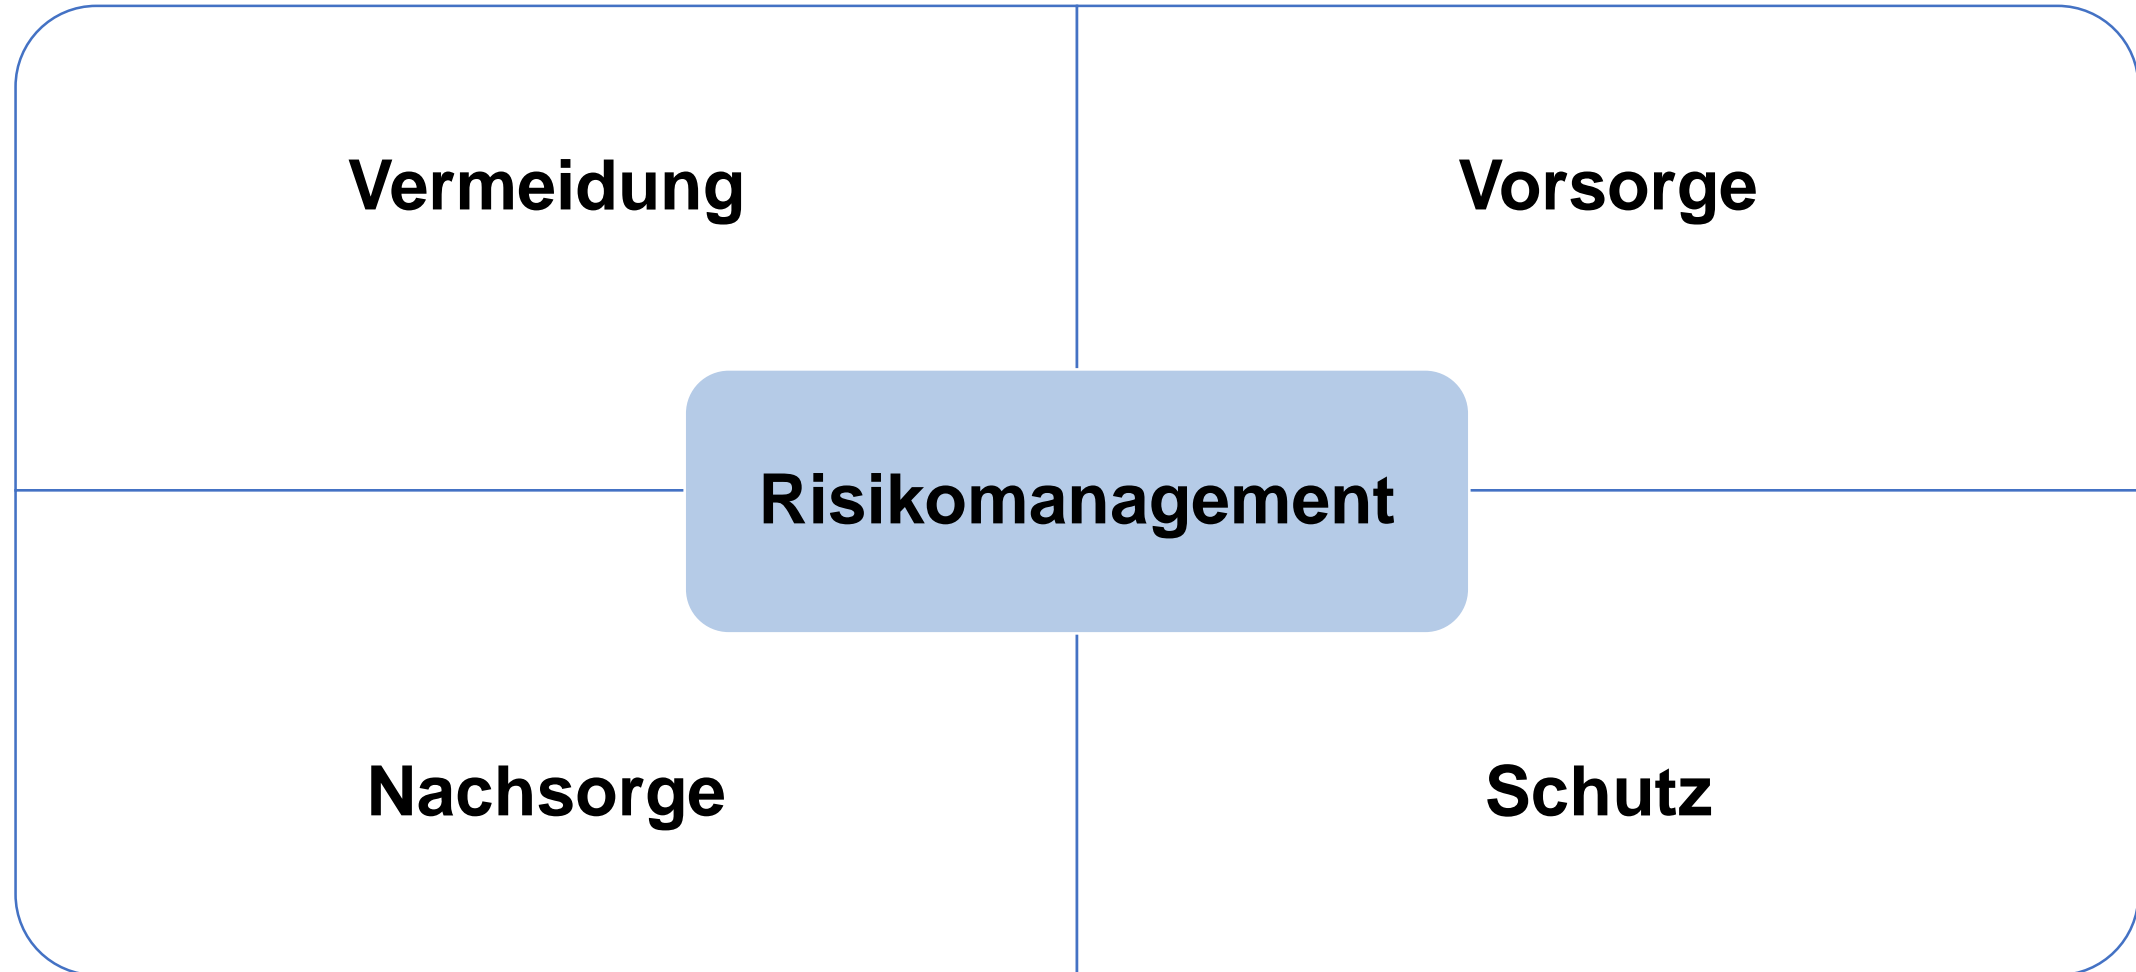 Vermeidung
Vorsorge
Risikomanagement
Nachsorge
Schutz